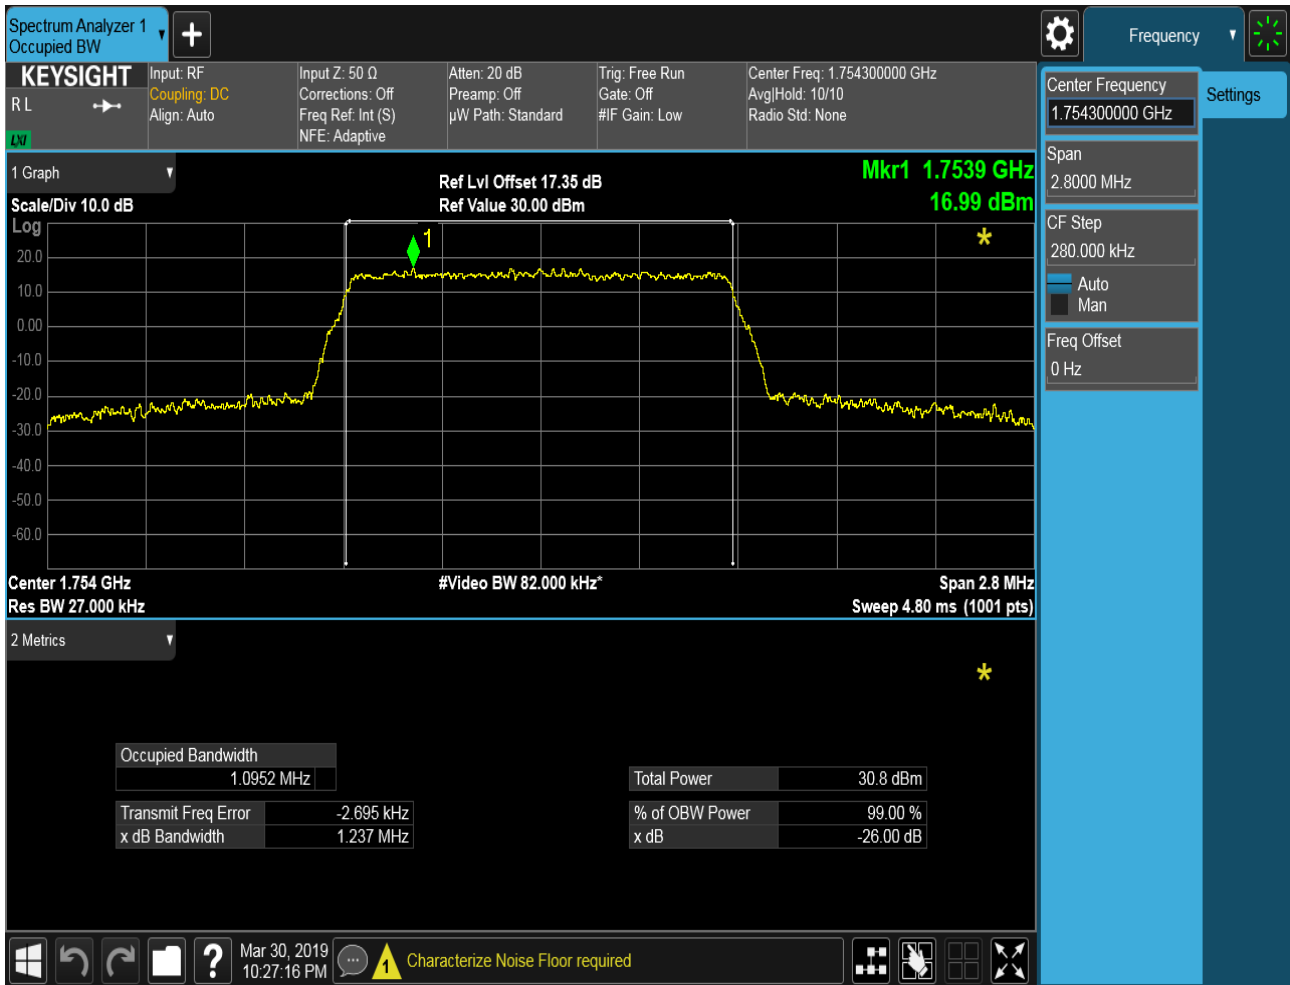 Spectrum Analyzer 1
Occupied BW
Frequency
KEYSIGHT
R L
LXI
Input: RF
Coupling: DC
Align: Auto
Input Z: 50 Ω
Corrections: Off
Freq Ref: Int (S)
NFE: Adaptive
Atten: 20 dB
Preamp: Off
µW Path: Standard
Trig: Free Run
Gate: Off
#IF Gain: Low
Center Freq: 1.754300000 GHz
Avg|Hold: 10/10
Radio Std: None
Center Frequency
1.754300000 GHz
Settings
Span
2.8000 MHz
CF Step
280.000 kHz
Auto
Man
Freq Offset
0 Hz
1 Graph
Scale/Div 10.0 dB
Ref Lvl Offset 17.35 dB
Ref Value 30.00 dBm
Mkr1 1.7539 GHz
16.99 dBm
Log
1
20.0
10.0
0.00
-10.0
-20.0
-30.0
-40.0
-50.0
-60.0
Center 1.754 GHz
#Video BW 82.000 kHz*
Span 2.8 MHz
Res BW 27.000 kHz
Sweep 4.80 ms (1001 pts)
2 Metrics
Occupied Bandwidth
1.0952 MHz
Total Power 30.8 dBm
Transmit Freq Error -2.695 kHz
% of OBW Power 99.00 %
x dB Bandwidth 1.237 MHz
x dB -26.00 dB
?
Mar 30, 2019
10:27:16 PM
1
Characterize Noise Floor required